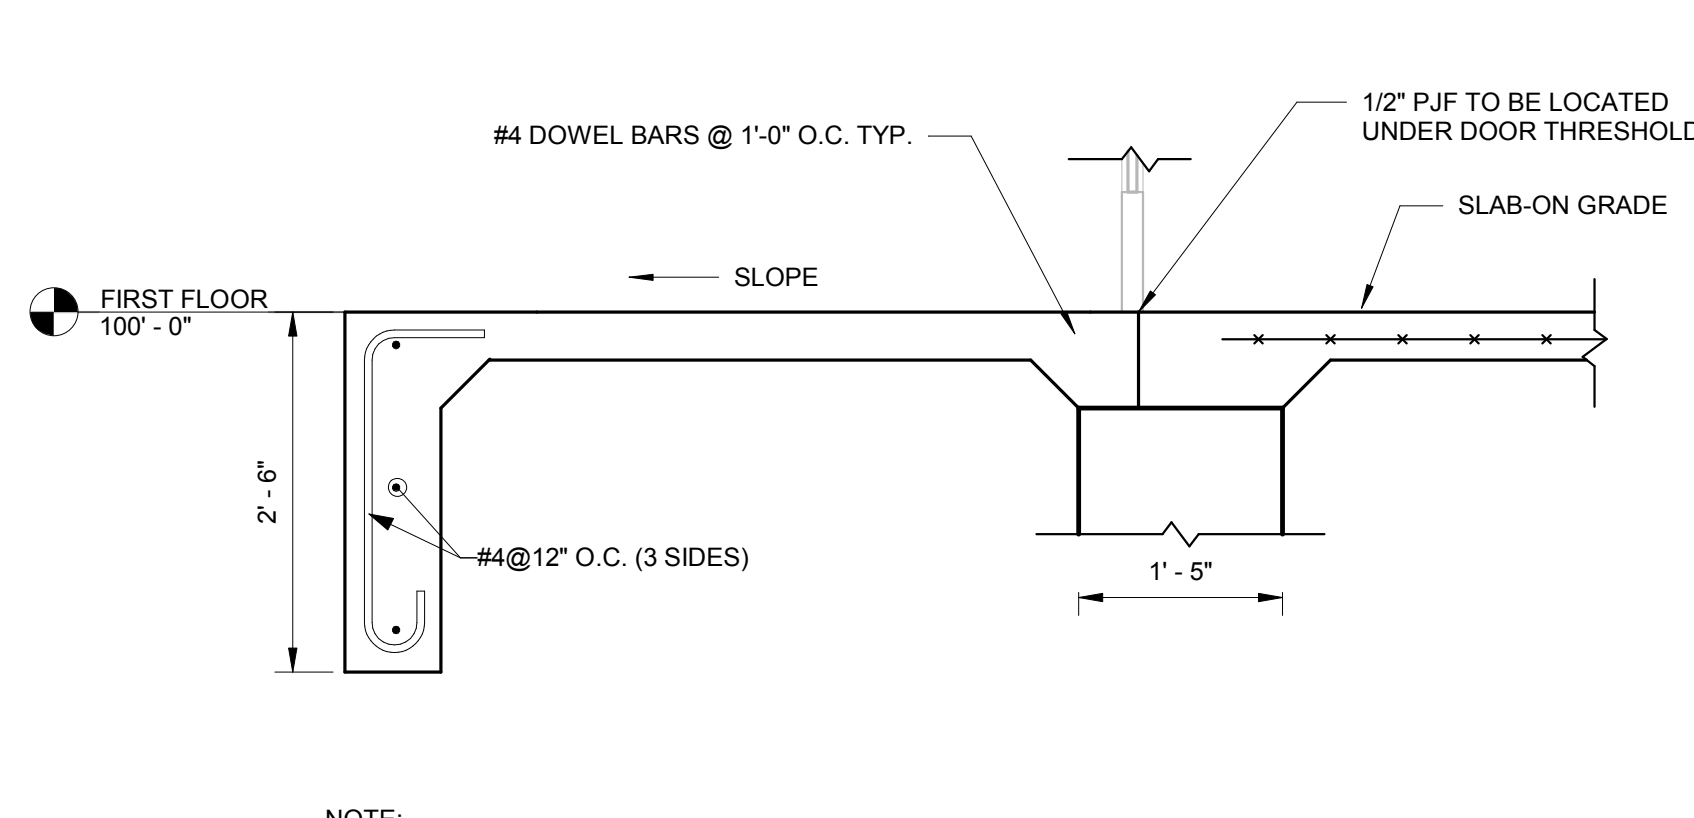 1/2" PJF TO BE LOCATED
UNDER DOOR THRESHOLD
#4 DOWEL BARS @ 1'-0" O.C. TYP.
SLAB-ON GRADE
SLOPE
FIRST FLOOR
100' - 0"
2' - 6"
#4@12" O.C. (3 SIDES)
1' - 5"
NOTE: